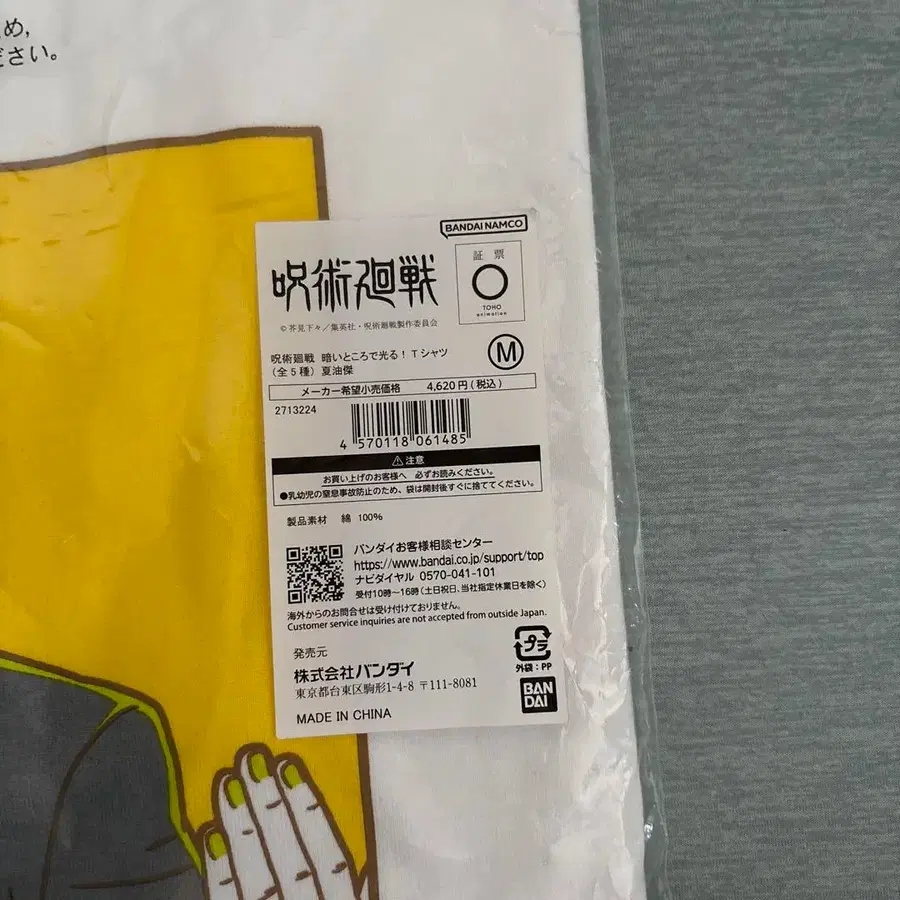 め,
ださい。
BANDAI NAMCO
呪術廻戦
証 票
TOHO
animation
©芥見下々／集英社・呪術廻戦製作委員会
呪術廻戦 暗いところで光る！Tシャツ
（全5種）夏油傑
M
メーカー希望小売価格 4,620円(税込)
2713224
4 570118 061485
⚠注意
お買い上げのお客様へ 必ずお読みください。
●乳幼児の窒息事故防止のため、袋は開封後すぐに捨ててください。
製品素材 綿 100%
バンダイお客様相談センター
https://www.bandai.co.jp/support/top
ナビダイヤル 0570-041-101
受付10時～16時(土日祝日、当社指定休業日を除く)
海外からのお問合せは受け付けておりません。
Customer service inquiries are not accepted from outside Japan.
プラ
外袋：PP
発売元
株式会社バンダイ
東京都台東区駒形1-4-8 〒111-8081
BAN
DAI
MADE IN CHINA